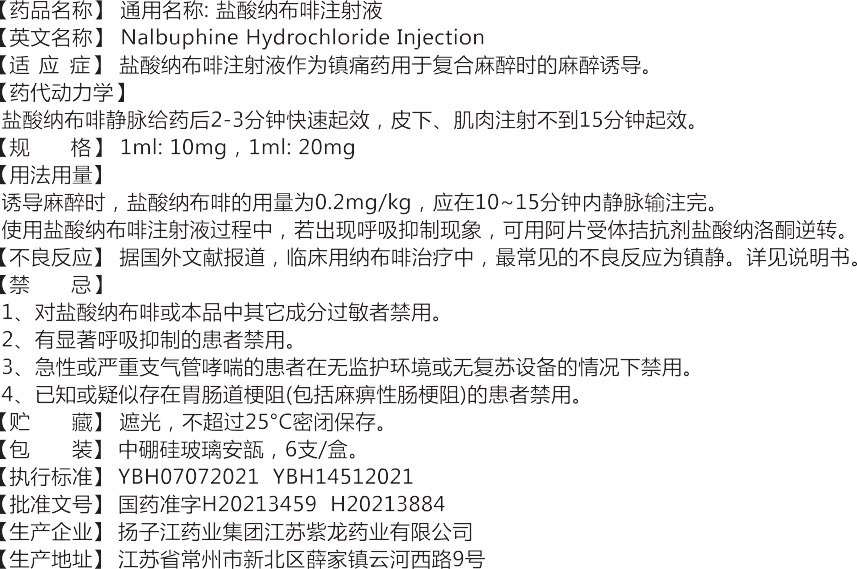 【药品名称】 通用名称: 盐酸纳布啡注射液
【英文名称】 Nalbuphine Hydrochloride Injection
【适 应 症】 盐酸纳布啡注射液作为镇痛药用于复合麻醉时的麻醉诱导。
【药代动力学】
盐酸纳布啡静脉给药后2-3分钟快速起效，皮下、肌肉注射不到15分钟起效。
【规 格】 1ml: 10mg，1ml: 20mg
【用法用量】
诱导麻醉时，盐酸纳布啡的用量为0.2mg/kg，应在10~15分钟内静脉输注完。
使用盐酸纳布啡注射液过程中，若出现呼吸抑制现象，可用阿片受体拮抗剂盐酸纳洛酮逆转。
【不良反应】 据国外文献报道，临床用纳布啡治疗中，最常见的不良反应为镇静。详见说明书。
【禁 忌】
1、对盐酸纳布啡或本品中其它成分过敏者禁用。
2、有显著呼吸抑制的患者禁用。
3、急性或严重支气管哮喘的患者在无监护环境或无复苏设备的情况下禁用。
4、已知或疑似存在胃肠道梗阻(包括麻痹性肠梗阻)的患者禁用。
【贮 藏】 遮光，不超过25°C密闭保存。
【包 装】 中硼硅玻璃安瓿，6支/盒。
【执行标准】 YBH07072021 YBH14512021
【批准文号】 国药准字H20213459 H20213884
【生产企业】 扬子江药业集团江苏紫龙药业有限公司
【生产地址】 江苏省常州市新北区薛家镇云河西路9号